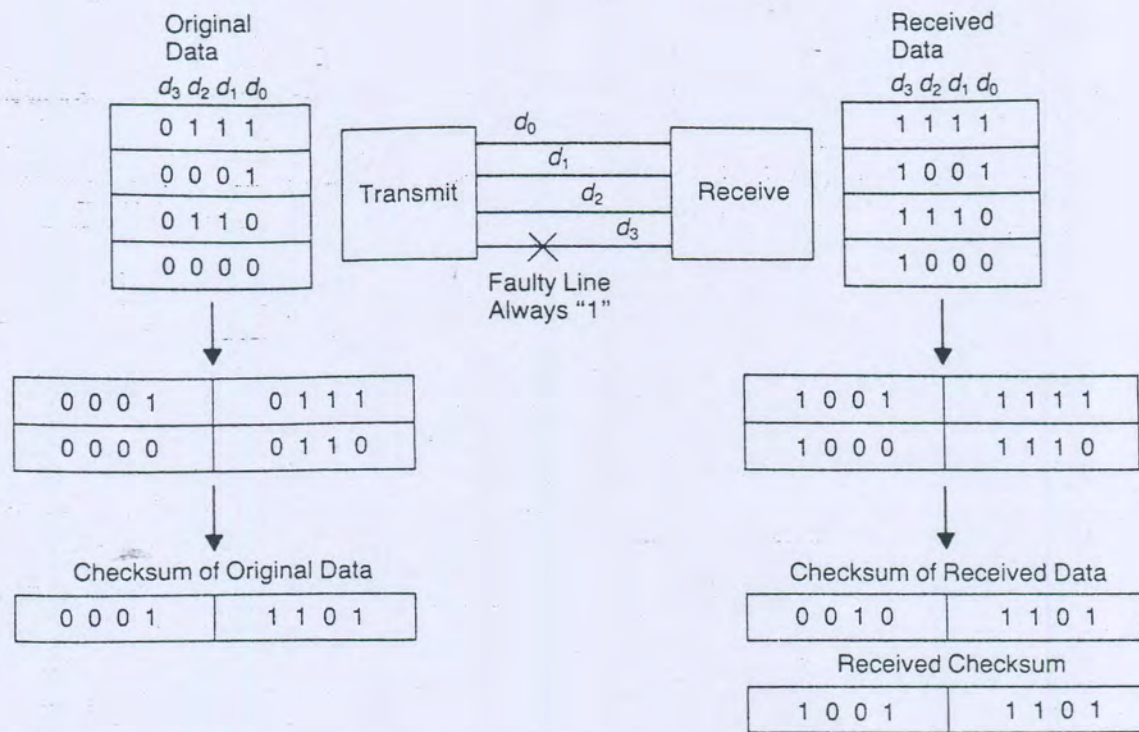 Original
Data
d3 d2 d1 d0
0 1 1 1
0 0 0 1
0 1 1 0
0 0 0 0
Transmit
d0
d1
d2
d3
Faulty Line
Always “1”
Receive
Received
Data
d3 d2 d1 d0
1 1 1 1
1 0 0 1
1 1 1 0
1 0 0 0
0 0 0 1 0 1 1 1
0 0 0 0 0 1 1 0
Checksum of Original Data
0 0 0 1 1 1 0 1
1 0 0 1 1 1 1 1
1 0 0 0 1 1 1 0
Checksum of Received Data
0 0 1 0 1 1 0 1
Received Checksum
1 0 0 1 1 1 0 1